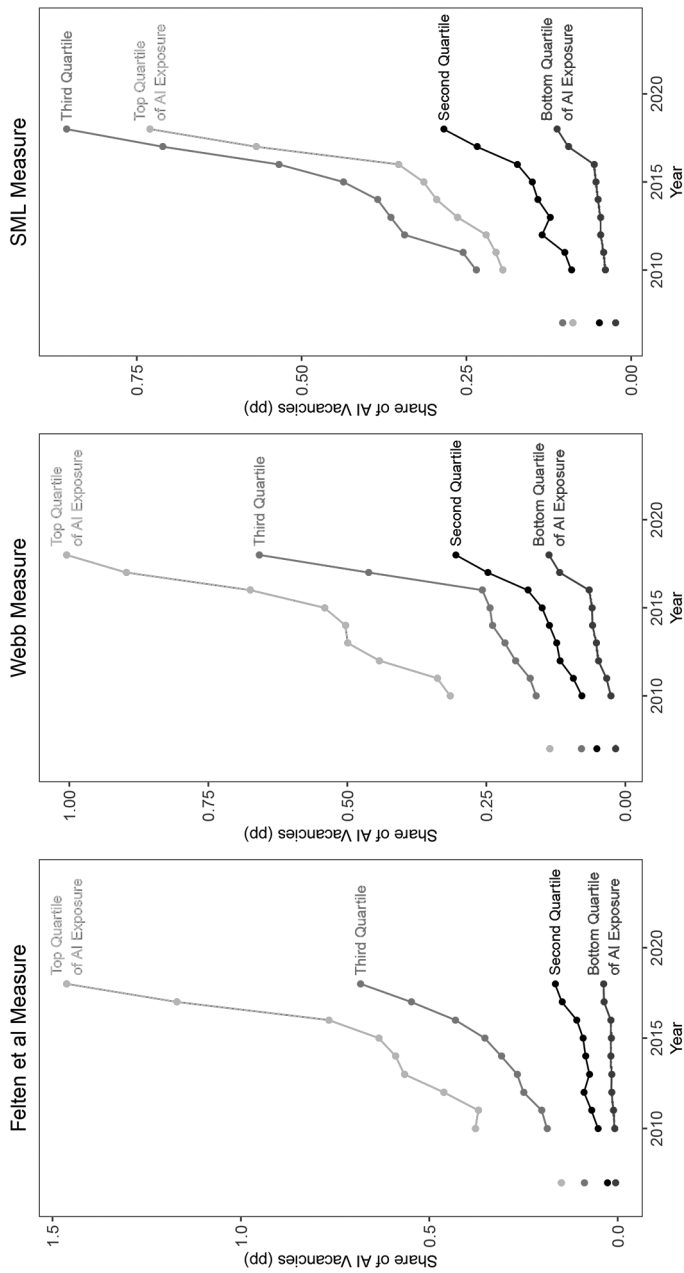 Felten et al Measure
Share of AI Vacancies (pp)
1.5
1.0
0.5
0.0
Top Quartile
of AI Exposure
Third Quartile
Second Quartile
Bottom Quartile
of AI Exposure
2010
2015
2020
Year
Webb Measure
Share of AI Vacancies (pp)
1.00
0.75
0.50
0.25
0.00
Top Quartile
of AI Exposure
Third Quartile
Second Quartile
Bottom Quartile
of AI Exposure
2010
2015
2020
Year
SML Measure
Share of AI Vacancies (pp)
0.75
0.50
0.25
0.00
Third Quartile
Top Quartile
of AI Exposure
Second Quartile
Bottom Quartile
of AI Exposure
2010
2015
2020
Year